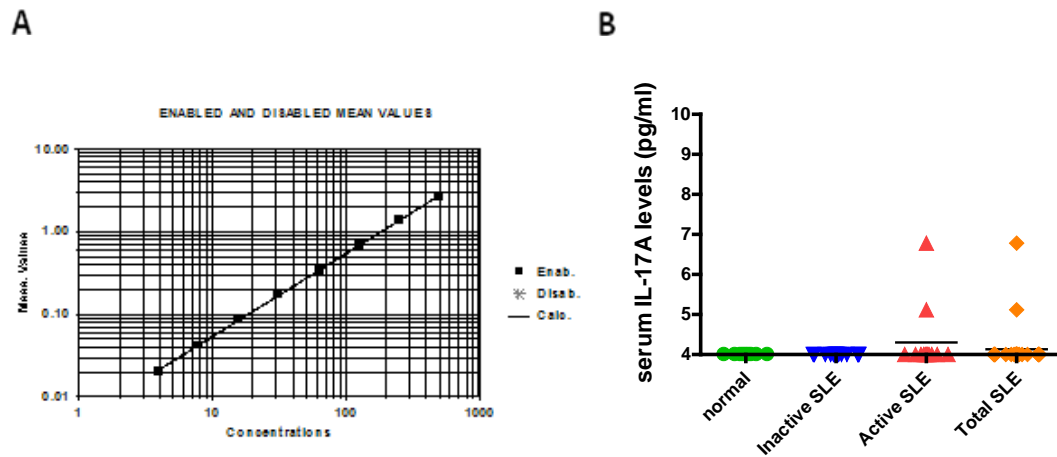 A
ENABLED AND DISABLED MEAN VALUES
10.00
1.00
0.10
0.01
Mean. Values
1
10
100
1000
Concentrations
Enab.
Disab.
Calc.
B
serum IL-17A levels (pg/ml)
10
9
8
7
6
5
4
normal
Inactive SLE
Active SLE
Total SLE